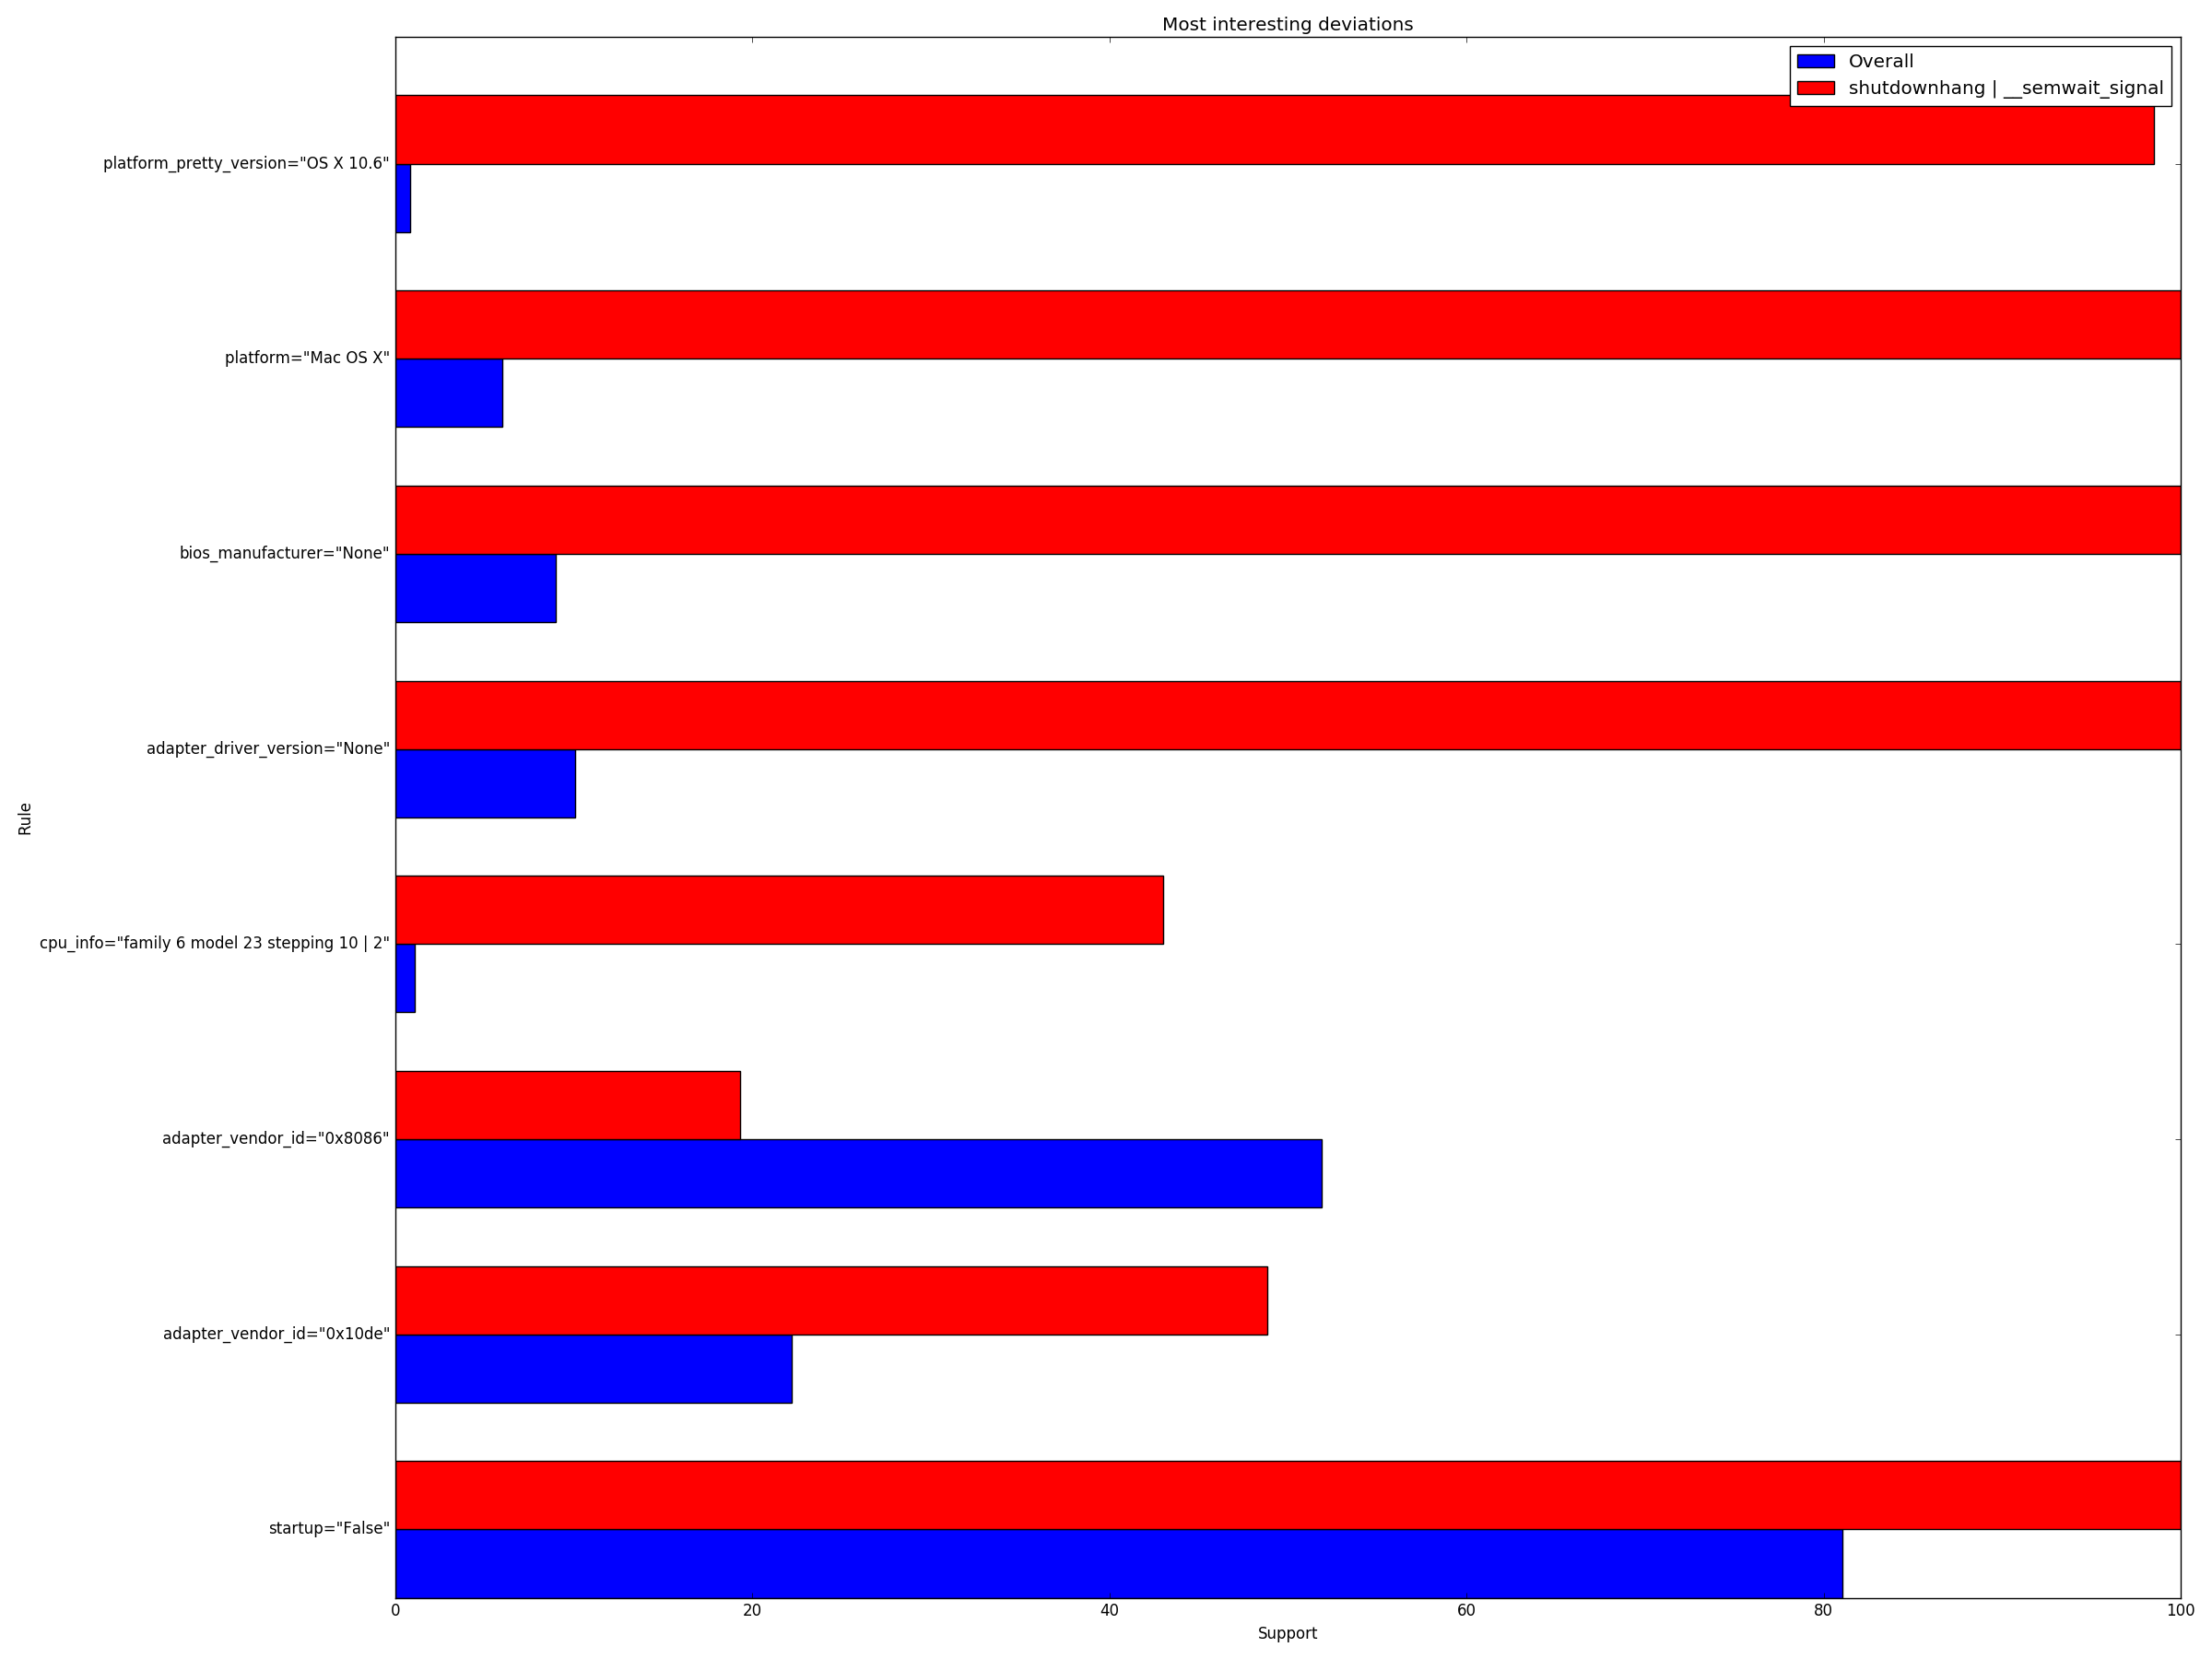 Most interesting deviations
Overall
shutdownhang | __semwait_signal
platform_pretty_version="OS X 10.6"
platform="Mac OS X"
bios_manufacturer="None"
adapter_driver_version="None"
Rule
cpu_info="family 6 model 23 stepping 10 | 2"
adapter_vendor_id="0x8086"
adapter_vendor_id="0x10de"
startup="False"
0 20 40 60 80 100
Support